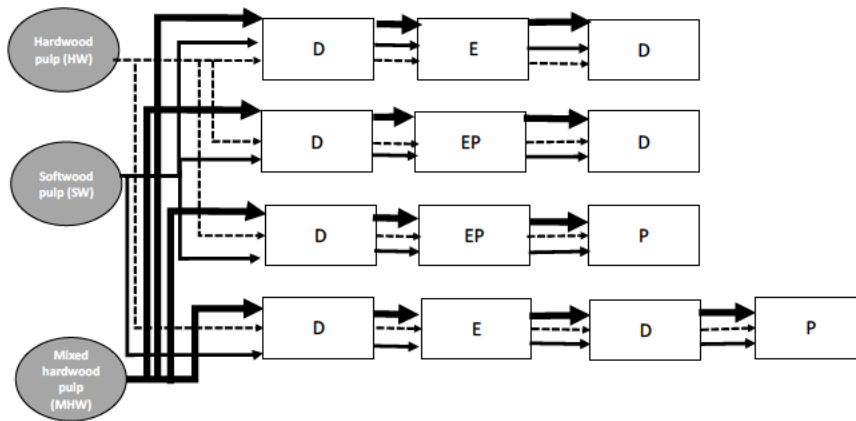 Hardwood
pulp (HW)
D
E
D
D
EP
D
Softwood
pulp (SW)
D
EP
P
D
E
D
P
Mixed
hardwood
pulp
(MHW)